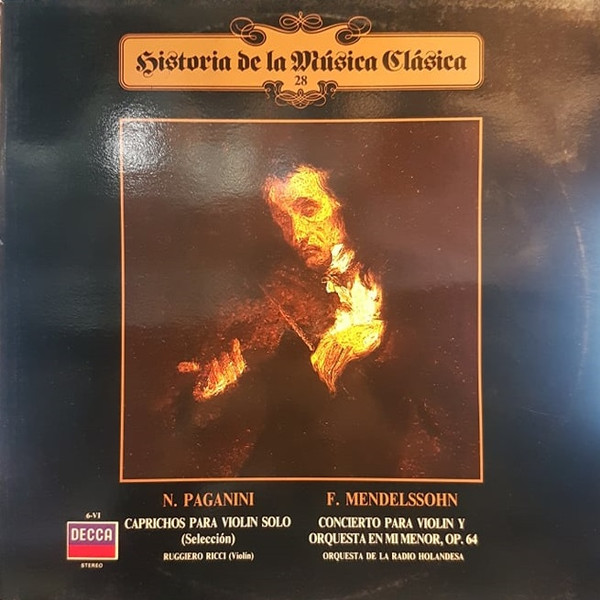 Historia de la Música Clásica
28
N. PAGANINI
CAPRICHOS PARA VIOLIN SOLO
(Selección)
RUGGIERO RICCI (Violín)
F. MENDELSSOHN
CONCIERTO PARA VIOLIN Y
ORQUESTA EN MI MENOR, OP. 64
ORQUESTA DE LA RADIO HOLANDESA
6-VI
DECCA
STEREO